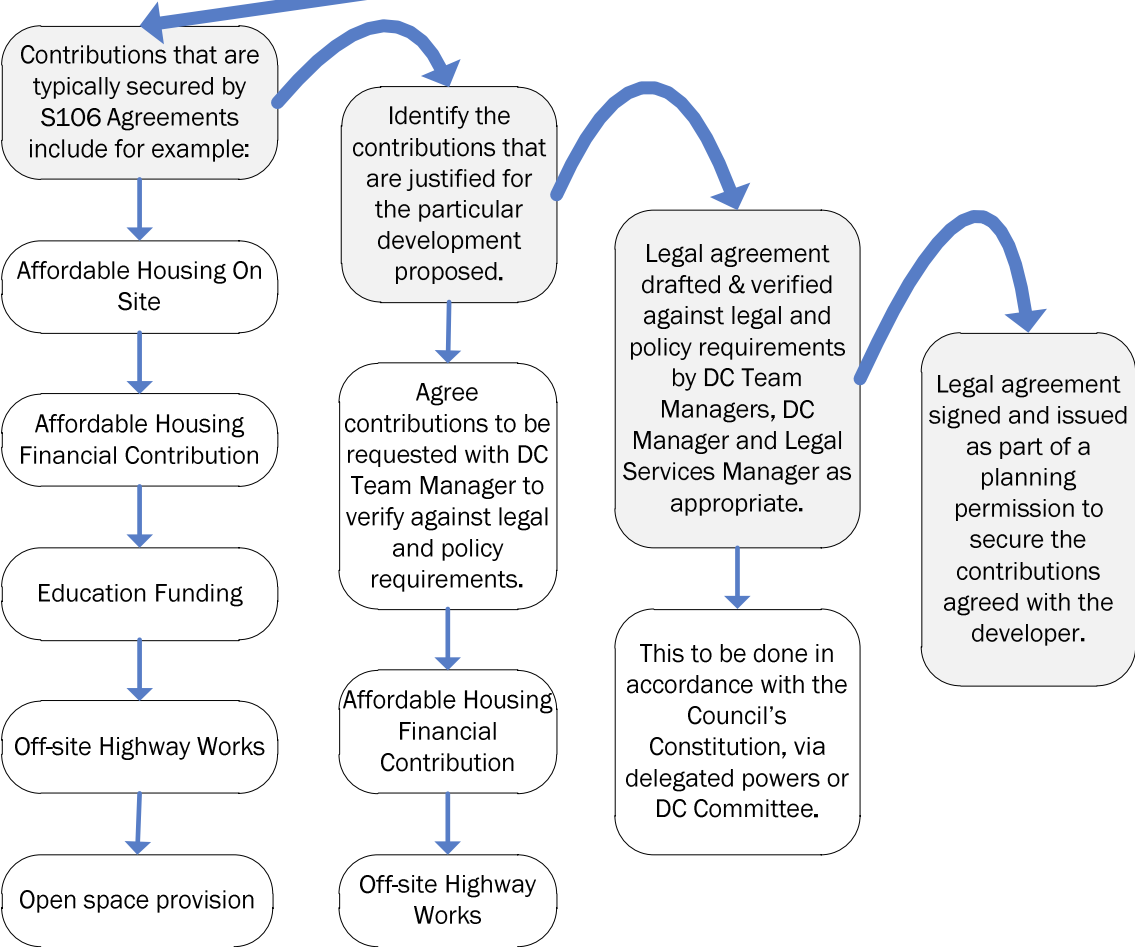 Contributions that are
typically secured by
S106 Agreements
include for example:
Affordable Housing On
Site
Affordable Housing
Financial Contribution
Education Funding
Off-site Highway Works
Open space provision
Identify the
contributions that
are justified for
the particular
development
proposed.
Agree
contributions to be
requested with DC
Team Manager to
verify against legal
and policy
requirements.
Affordable Housing
Financial
Contribution
Off-site Highway
Works
Legal agreement
drafted & verified
against legal and
policy requirements
by DC Team
Managers, DC
Manager and Legal
Services Manager as
appropriate.
This to be done in
accordance with the
Council’s
Constitution, via
delegated powers or
DC Committee.
Legal agreement
signed and issued
as part of a
planning
permission to
secure the
contributions
agreed with the
developer.